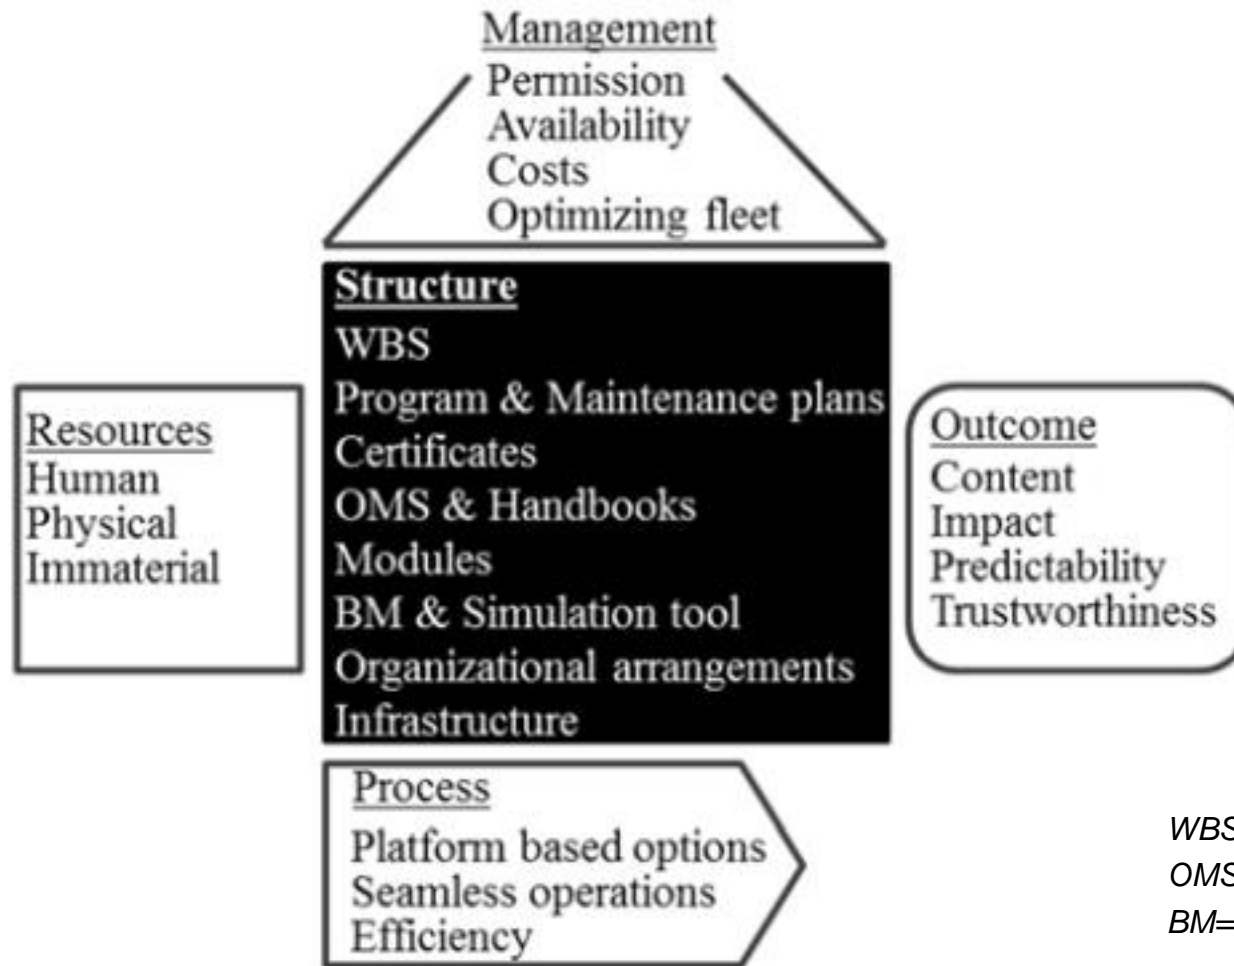 Management
Permission
Availability
Costs
Optimizing fleet
Structure
WBS
Program & Maintenance plans
Certificates
OMS & Handbooks
Modules
BM & Simulation tool
Organizational arrangements
Infrastructure
Resources
Human
Physical
Immaterial
Outcome
Content
Impact
Predictability
Trustworthiness
Process
Platform based options
Seamless operations
Efficiency
WBS
OMS
BM=